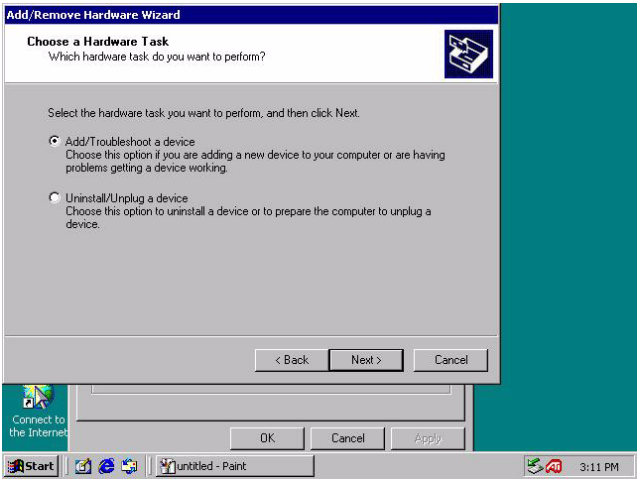 Add/Remove Hardware Wizard
Choose a Hardware Task
Which hardware task do you want to perform?
Select the hardware task you want to perform, and then click Next.
Add/Troubleshoot a device
Choose this option if you are adding a new device to your computer or are having
problems getting a device working.
Uninstall/Unplug a device
Choose this option to uninstall a device or to prepare the computer to unplug a
device.
< Back
Next >
Cancel
Connect to
the Internet
OK
Cancel
Apply
Start
untitled - Paint
3:11 PM